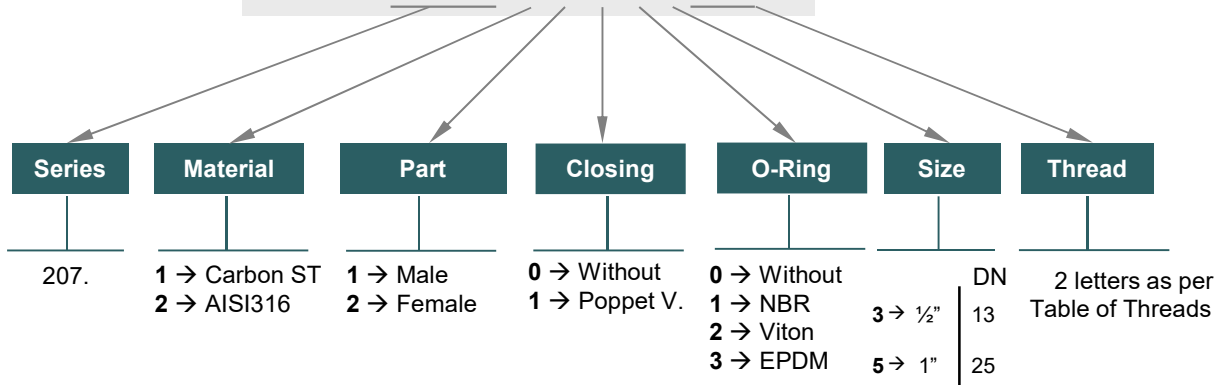 Series
Material
Part
Closing
O-Ring
Size
Thread
207.
1 → Carbon ST
2 → AISI316
1 → Male
2 → Female
0 → Without
1 → Poppet V.
0 → Without
1 → NBR
2 → Viton
3 → EPDM
DN
3 → ½” 13
5 → 1” 25
2 letters as per
Table of Threads